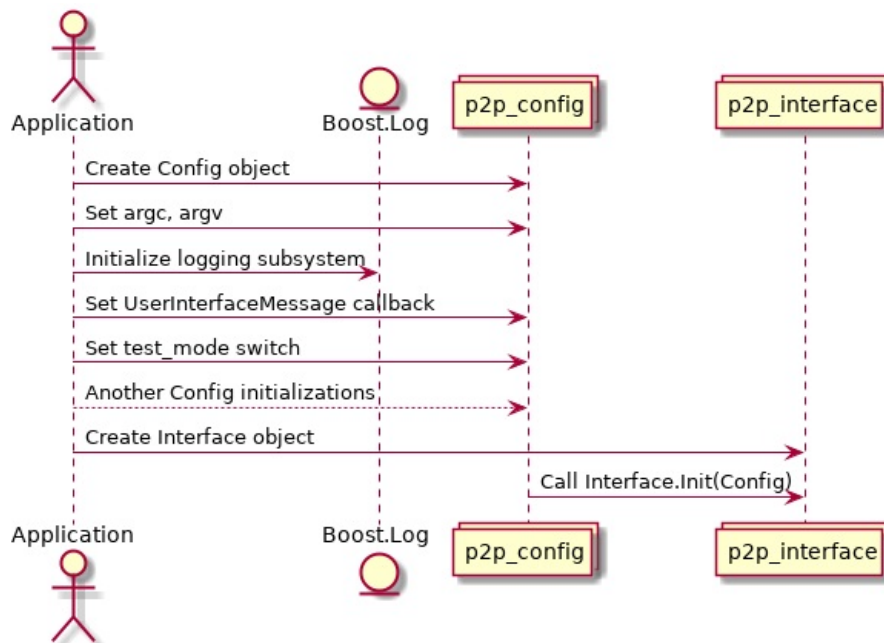 Application
Boost.Log
p2p_config
p2p_interface
Create Config object
Set argc, argv
Initialize logging subsystem
Set UserInterfaceMessage callback
Set test_mode switch
Another Config initializations
Create Interface object
Call Interface.Init(Config)
Application
Boost.Log
p2p_config
p2p_interface